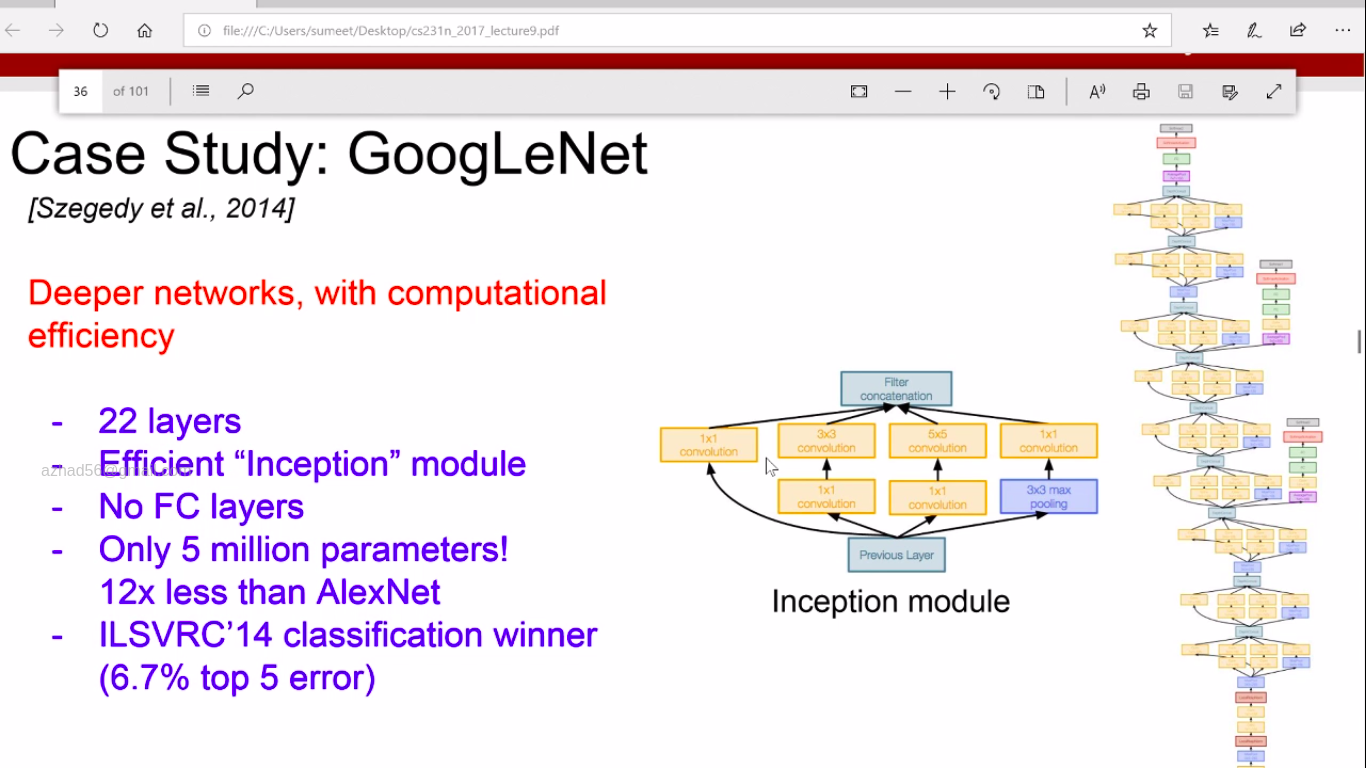 file:///C:/Users/sumeet/Desktop/cs231n_2017_lecture9.pdf
36 of 101
Case Study: GoogLeNet
[Szegedy et al., 2014]
Deeper networks, with computational
efficiency
- 22 layers
- Efficient “Inception” module
- No FC layers
- Only 5 million parameters!
12x less than AlexNet
- ILSVRC’14 classification winner
(6.7% top 5 error)
Filter
concatenation
1x1
convolution
3x3
convolution
5x5
convolution
1x1
convolution
1x1
convolution
1x1
convolution
3x3 max
pooling
Previous Layer
Inception module